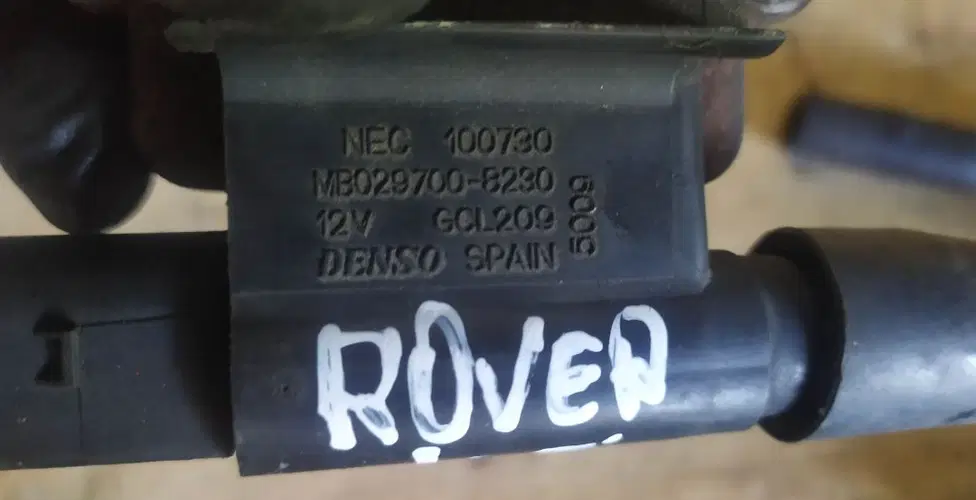 NEC 100730
MB029700-8230
12V GCL209
DENSO SPAIN
5009
ROVER